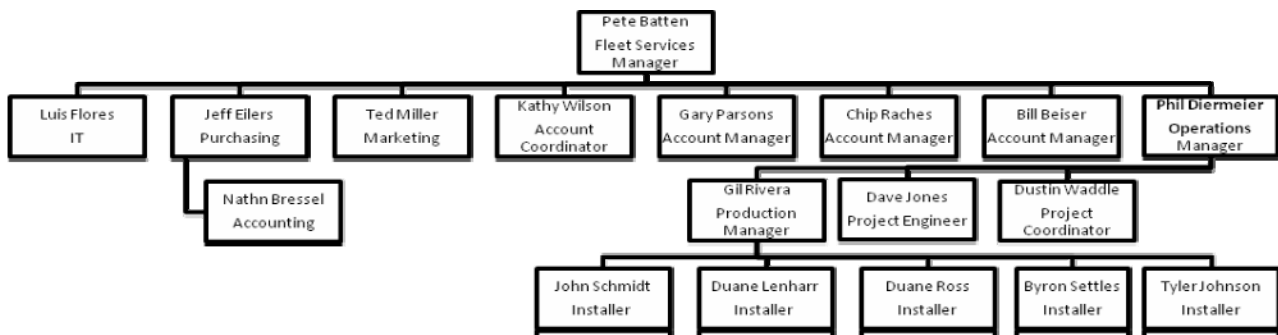 Pete Batten
Fleet Services
Manager
Luis Flores
IT
Jeff Eilers
Purchasing
Ted Miller
Marketing
Kathy Wilson
Account
Coordinator
Gary Parsons
Account Manager
Chip Raches
Account Manager
Bill Beiser
Account Manager
Phil Diermeier
Operations
Manager
Nathn Bressel
Accounting
Gil Rivera
Production
Manager
Dave Jones
Project Engineer
Dustin Waddle
Project
Coordinator
John Schmidt
Installer
Duane Lenharr
Installer
Duane Ross
Installer
Byron Settles
Installer
Tyler Johnson
Installer